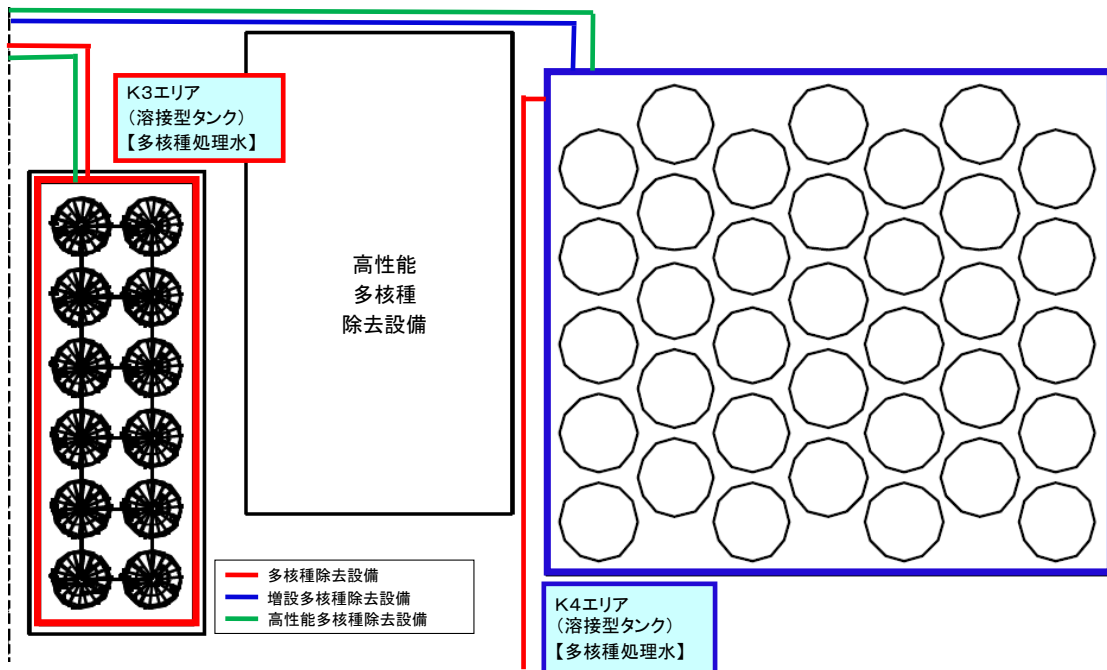 K3エリア
(溶接型タンク)
【多核種処理水】
高性能
多核種
除去設備
多核種除去設備
増設多核種除去設備
高性能多核種除去設備
K4エリア
(溶接型タンク)
【多核種処理水】